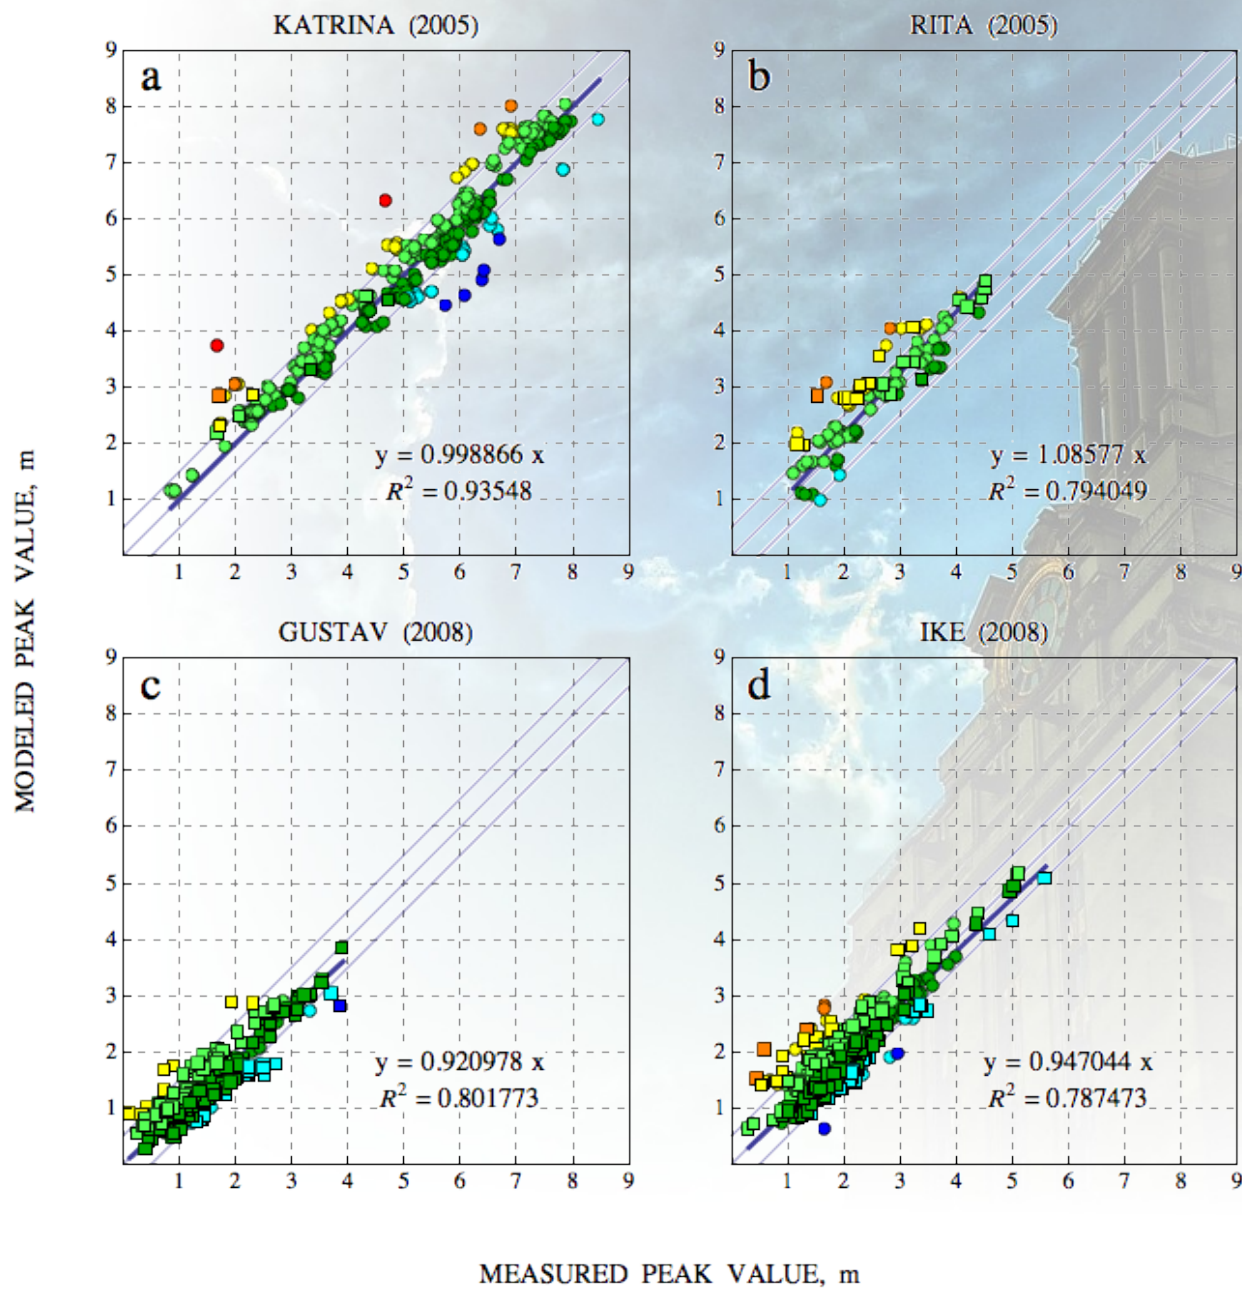 KATRINA (2005)
a
9
8
7
6
5
4
3
2
1
y = 0.998866 x
R² = 0.93548
1 2 3 4 5 6 7 8 9
RITA (2005)
b
9
8
7
6
5
4
3
2
1
y = 1.08577 x
R² = 0.794049
1 2 3 4 5 6 7 8 9
MODELED PEAK VALUE, m
GUSTAV (2008)
c
9
8
7
6
5
4
3
2
1
y = 0.920978 x
R² = 0.801773
1 2 3 4 5 6 7 8 9
IKE (2008)
d
9
8
7
6
5
4
3
2
1
y = 0.947044 x
R² = 0.787473
1 2 3 4 5 6 7 8 9
MEASURED PEAK VALUE, m